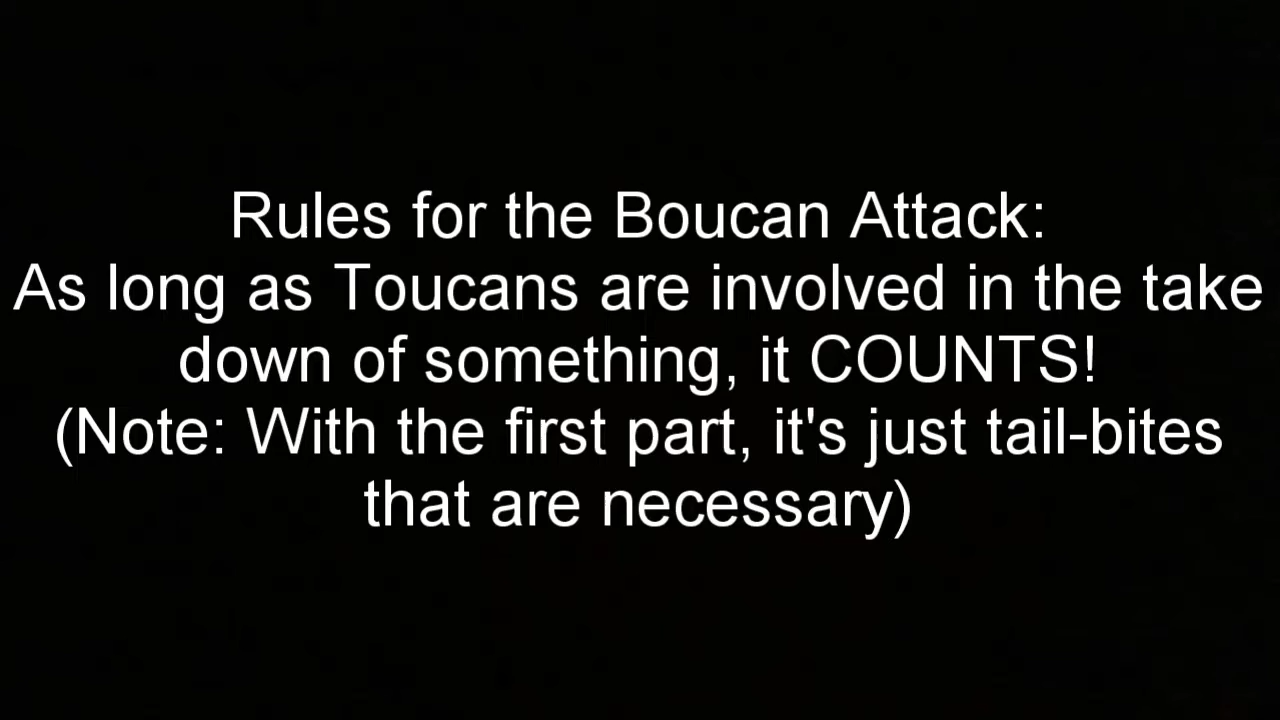 Rules for the Boucan Attack:
As long as Toucans are involved in the take
down of something, it COUNTS!
(Note: With the first part, it's just tail-bites
that are necessary)